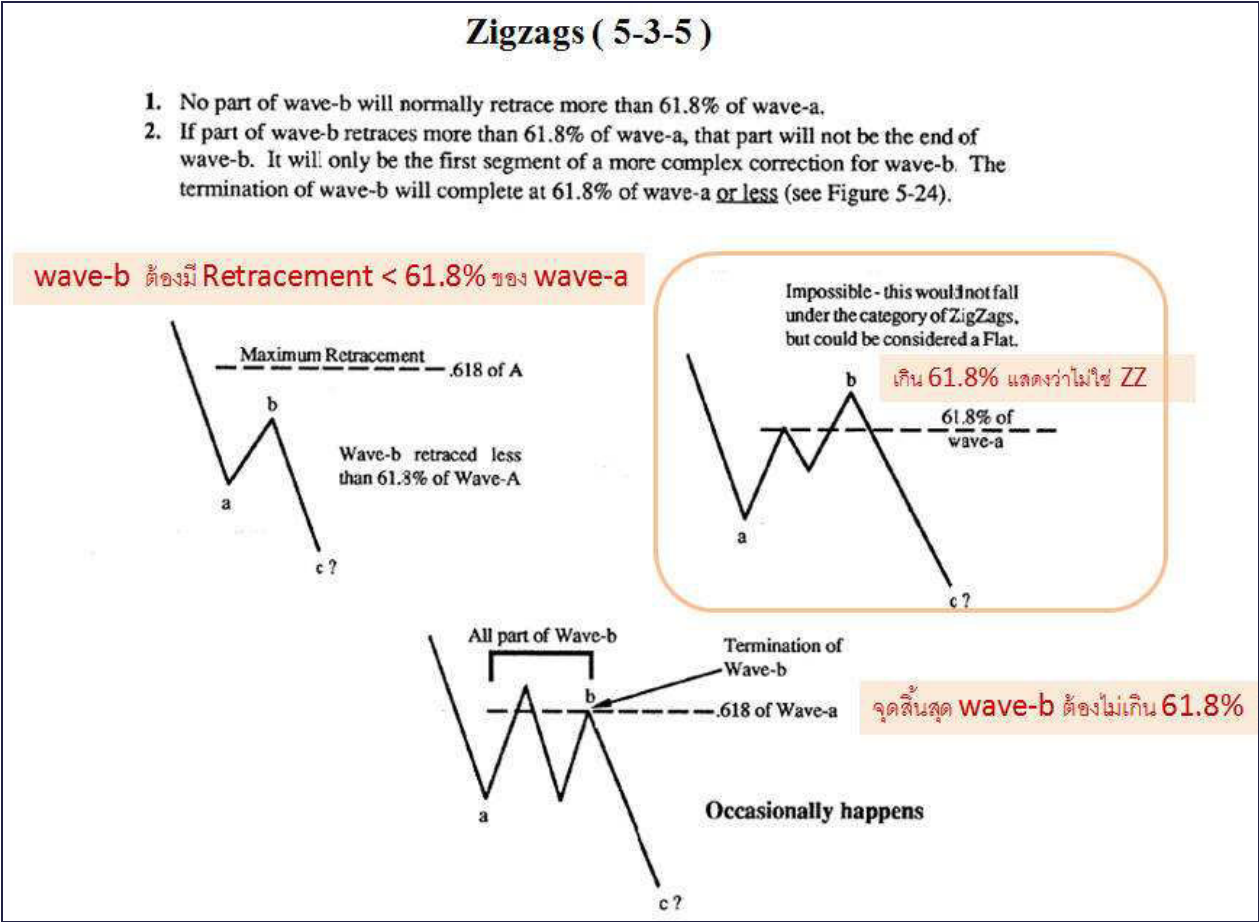 Zigzags ( 5-3-5 )
1. No part of wave-b will normally retrace more than 61.8% of wave-a.
2. If part of wave-b retraces more than 61.8% of wave-a, that part will not be the end of
wave-b. It will only be the first segment of a more complex correction for wave-b. The
termination of wave-b will complete at 61.8% of wave-a or less (see Figure 5-24).
wave-b ต้องมี Retracement < 61.8% ของ wave-a
Maximum Retracement
.618 of A
b
Wave-b retraced less
than 61.8% of Wave-A
a
c ?
Impossible - this would not fall
under the category of ZigZags,
but could be considered a Flat.
b
เกิน 61.8% แสดงว่าไม่ใช่ ZZ
61.8% of
wave-a
a
c ?
All part of Wave-b
Termination of
Wave-b
b
.618 of Wave-a
จุดสิ้นสุด wave-b ต้องไม่เกิน 61.8%
a
Occasionally happens
c ?